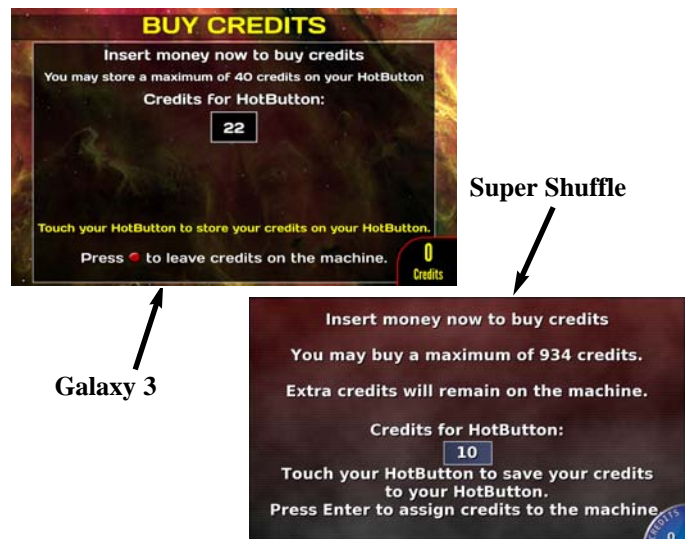 BUY CREDITS
Insert money now to buy credits
You may store a maximum of 40 credits on your HotButton
Credits for HotButton:
22
Touch your HotButton to store your credits on your HotButton.
Press to leave credits on the machine.
0
Credits
Super Shuffle
Galaxy 3
Insert money now to buy credits
You may buy a maximum of 934 credits.
Extra credits will remain on the machine.
Credits for HotButton:
10
Touch your HotButton to save your credits
to your HotButton.
Press Enter to assign credits to the machine.
CREDITS
0